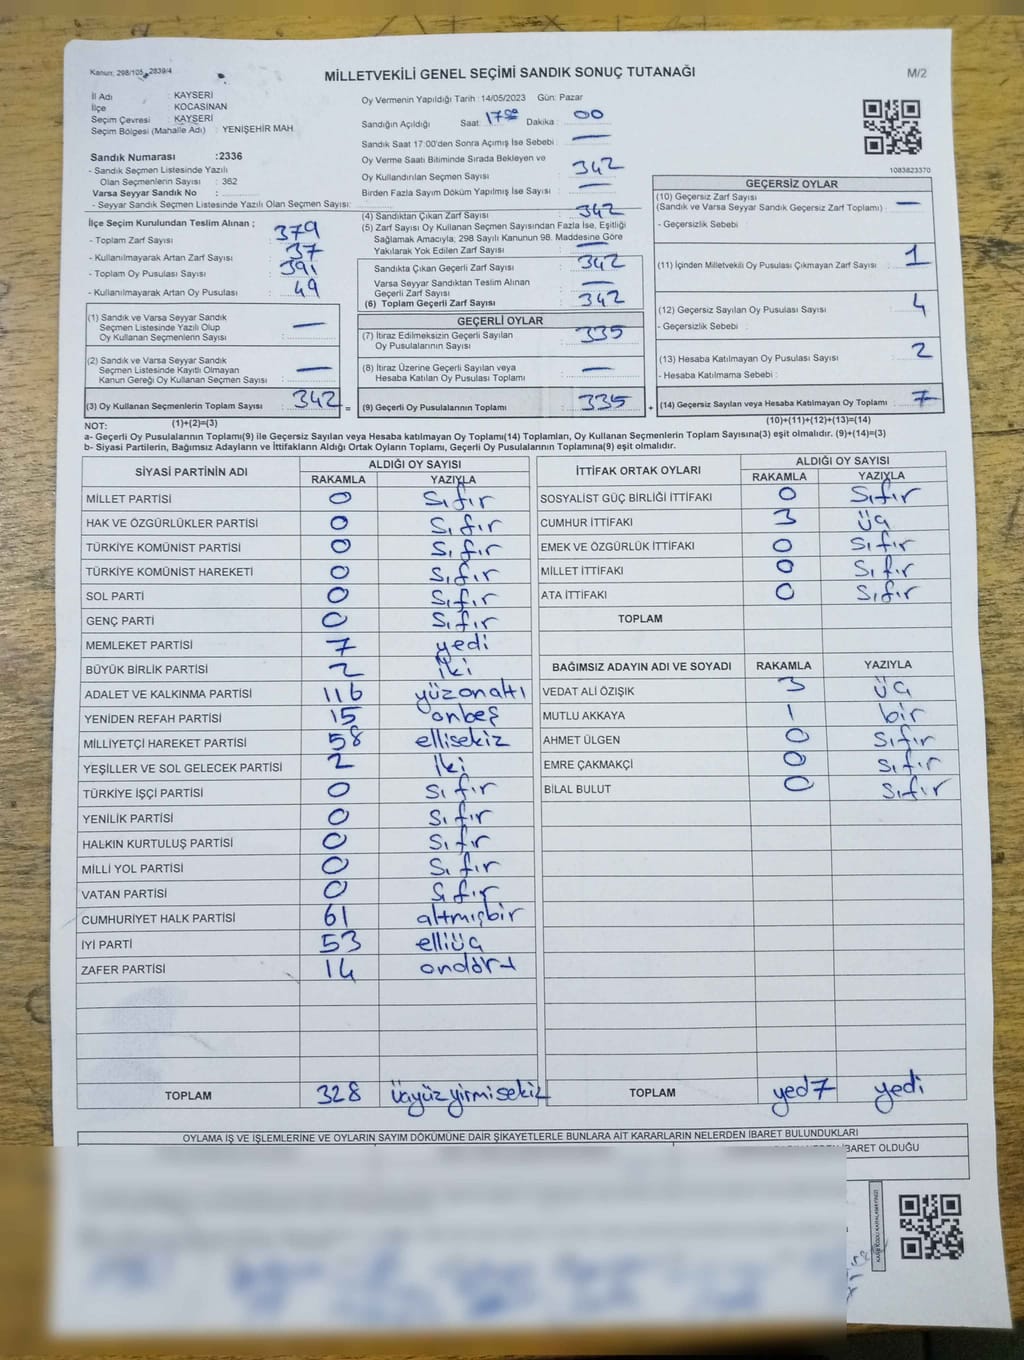 Kanun: 298/105, 2839/4
MİLLETVEKİLİ GENEL SEÇİMİ SANDIK SONUÇ TUTANAĞI
M/2
İl Adı : KAYSERİ
İlçe : KOCASİNAN
Seçim Çevresi : KAYSERİ
Seçim Bölgesi (Mahalle Adı) : YENİŞEHİR MAH.
Sandık Numarası :2336
- Sandık Seçmen Listesinde Yazılı
Olan Seçmenlerin Sayısı : 362
Varsa Seyyar Sandık No :
- Seyyar Sandık Seçmen Listesinde Yazılı Olan Seçmen Sayısı:
Oy Vermenin Yapıldığı Tarih :14/05/2023 Gün: Pazar
Sandığın Açıldığı Saat: 17 00 Dakika : 00
Sandık Saat 17:00'den Sonra Açımış İse Sebebi : —
Oy Verme Saati Bitiminde Sırada Bekleyen ve
Oy Kullandırılan Seçmen Sayısı : 342
Birden Fazla Sayım Döküm Yapılmış İse Sayısı : —
1083823370
İlçe Seçim Kurulundan Teslim Alınan ;
- Toplam Zarf Sayısı : 379
- Kullanılmayarak Artan Zarf Sayısı : 37
- Toplam Oy Pusulası Sayısı : 391
- Kullanılmayarak Artan Oy Pusulası : 49
(4) Sandıktan Çıkan Zarf Sayısı : 342
(5) Zarf Sayısı Oy Kullanan Seçmen Sayısından Fazla İse, Eşitliği
Sağlamak Amacıyla, 298 Sayılı Kanunun 98. Maddesine Göre
Yakılarak Yok Edilen Zarf Sayısı : —
Sandıkta Çıkan Geçerli Zarf Sayısı : 342
Varsa Seyyar Sandıktan Teslim Alınan
Geçerli Zarf Sayısı : —
(6) Toplam Geçerli Zarf Sayısı : 342
GEÇERSİZ OYLAR
(10) Geçersiz Zarf Sayısı
(Sandık ve Varsa Seyyar Sandık Geçersiz Zarf Toplamı) : —
- Geçersizlik Sebebi :
(11) İçinden Milletvekili Oy Pusulası Çıkmayan Zarf Sayısı : 1
(12) Geçersiz Sayılan Oy Pusulası Sayısı : 4
- Geçersizlik Sebebi :
(13) Hesaba Katılmayan Oy Pusulası Sayısı : 2
- Hesaba Katılmama Sebebi :
(14) Geçersiz Sayılan veya Hesaba Katılmayan Oy Toplamı : 7
(10)+(11)+(12)+(13)=(14)
(1) Sandık ve Varsa Seyyar Sandık
Seçmen Listesinde Yazılı Olup
Oy Kullanan Seçmenlerin Sayısı : —
(2) Sandık ve Varsa Seyyar Sandık
Seçmen Listesinde Kayıtlı Olmayan
Kanun Gereği Oy Kullanan Seçmen Sayısı : —
(3) Oy Kullanan Seçmenlerin Toplam Sayısı : 342 =
(1)+(2)=(3)
GEÇERLİ OYLAR
(7) İtiraz Edilmeksizin Geçerli Sayılan
Oy Pusulalarının Sayısı : 335
(8) İtiraz Üzerine Geçerli Sayılan veya
Hesaba Katılan Oy Pusulası Toplamı : —
(9) Geçerli Oy Pusulalarının Toplamı : 335 +
NOT:
a- Geçerli Oy Pusulalarının Toplamı(9) ile Geçersiz Sayılan veya Hesaba katılmayan Oy Toplamı(14) Toplamları, Oy Kullanan Seçmenlerin Toplam Sayısına(3) eşit olmalıdır. (9)+(14)=(3)
b- Siyasi Partilerin, Bağımsız Adayların ve İttifakların Aldığı Ortak Oyların Toplamı, Geçerli Oy Pusulalarının Toplamına(9) eşit olmalıdır.
SİYASİ PARTİNİN ADI ALDIĞI OY SAYISI
RAKAMLA YAZIYLA
MİLLET PARTİSİ 0 Sıfır
HAK VE ÖZGÜRLÜKLER PARTİSİ 0 Sıfır
TÜRKİYE KOMÜNİST PARTİSİ 0 Sıfır
TÜRKİYE KOMÜNİST HAREKETİ 0 Sıfır
SOL PARTİ 0 Sıfır
GENÇ PARTİ 0 Sıfır
MEMLEKET PARTİSİ 7 yedi
BÜYÜK BİRLİK PARTİSİ 2 iki
ADALET VE KALKINMA PARTİSİ 116 yüzonaltı
YENİDEN REFAH PARTİSİ 15 onbeş
MİLLİYETÇİ HAREKET PARTİSİ 58 ellisekiz
YEŞİLLER VE SOL GELECEK PARTİSİ 2 iki
TÜRKİYE İŞÇİ PARTİSİ 0 Sıfır
YENİLİK PARTİSİ 0 Sıfır
HALKIN KURTULUŞ PARTİSİ 0 Sıfır
MİLLİ YOL PARTİSİ 0 Sıfır
VATAN PARTİSİ 0 Sıfır
CUMHURİYET HALK PARTİSİ 61 altmışbir
İYİ PARTİ 53 elliüç
ZAFER PARTİSİ 14 ondört
TOPLAM 328 üçyüzyirmisekiz
İTTİFAK ORTAK OYLARI ALDIĞI OY SAYISI
RAKAMLA YAZIYLA
SOSYALİST GÜÇ BİRLİĞİ İTTİFAKI 0 Sıfır
CUMHUR İTTİFAKI 3 üç
EMEK VE ÖZGÜRLÜK İTTİFAKI 0 Sıfır
MİLLET İTTİFAKI 0 Sıfır
ATA İTTİFAKI 0 Sıfır
TOPLAM
BAĞIMSIZ ADAYIN ADI VE SOYADI RAKAMLA YAZIYLA
VEDAT ALİ ÖZIŞIK 3 üç
MUTLU AKKAYA 1 bir
AHMET ÜLGEN 0 Sıfır
EMRE ÇAKMAKÇİ 0 Sıfır
BİLAL BULUT 0 Sıfır
TOPLAM yed7 yedi
OYLAMA İŞ VE İŞLEMLERİNE VE OYLARIN SAYIM DÖKÜMÜNE DAİR ŞİKAYETLERLE BUNLARA AİT KARARLARIN NELERDEN İBARET BULUNDUKLARI
İBARET OLDUĞU